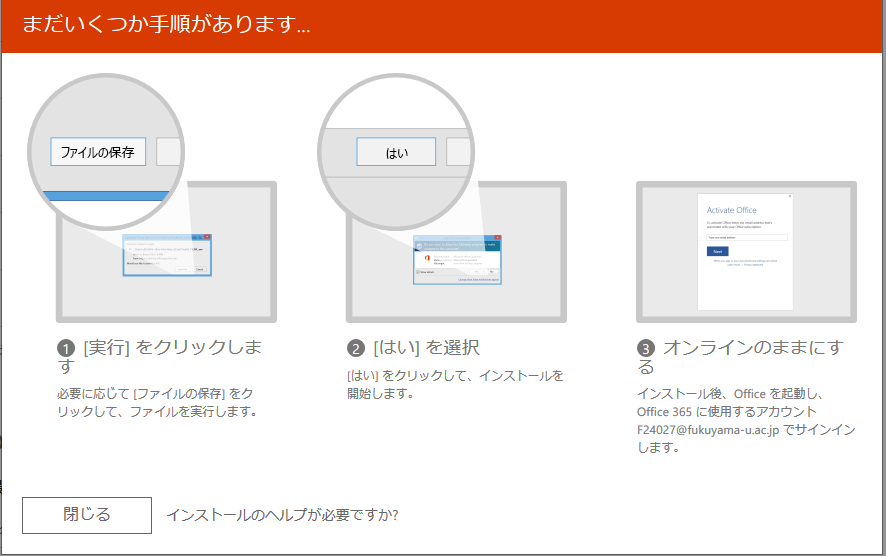 まだいくつか手順があります...
ファイルの保存
はい
Activate Office
Next
❶ [実行] をクリックしま
す
必要に応じて [ファイルの保存] をク
リックして、ファイルを実行します。
❷ [はい] を選択
[はい] をクリックして、インストールを
開始します。
❸ オンラインのままにす
る
インストール後、Office を起動し、
Office 365 に使用するアカウント
F24027@fukuyama-u.ac.jp でサインイン
します。
閉じる
インストールのヘルプが必要ですか?